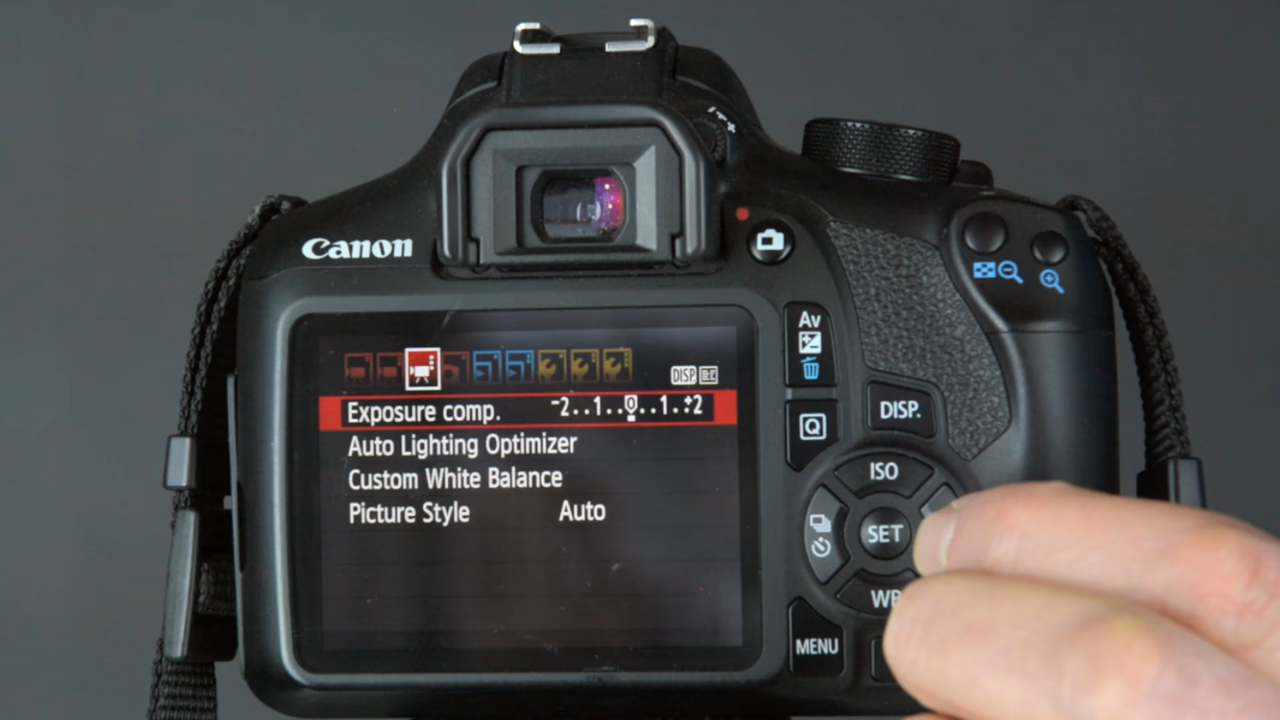 Canon
DISP.
Exposure comp. -2..1..0..1.:+2
Auto Lighting Optimizer
Custom White Balance
Picture Style Auto
Av
Q
DISP.
ISO
SET
WB
MENU